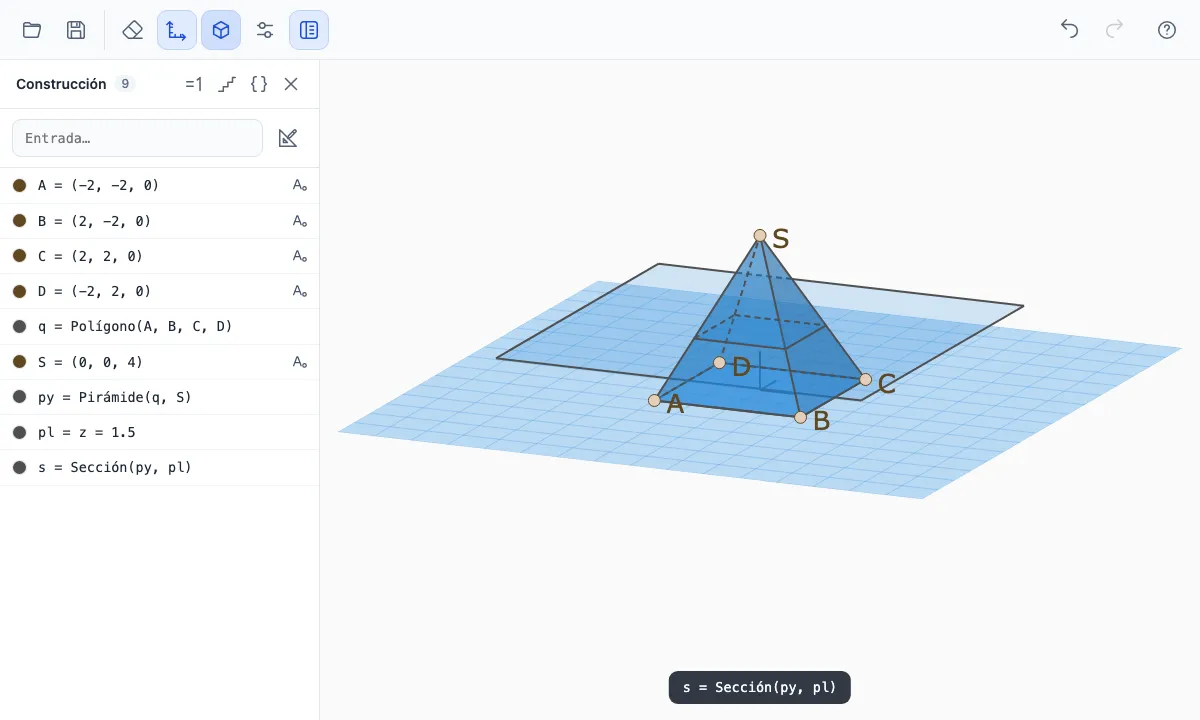 Construcción 9
=1 {}
Entrada…
A = (−2, −2, 0)
B = (2, −2, 0)
C = (2, 2, 0)
D = (−2, 2, 0)
q = Polígono(A, B, C, D)
S = (0, 0, 4)
py = Pirámide(q, S)
pl = z = 1.5
s = Sección(py, pl)
S
D
C
A
B
s = Sección(py, pl)